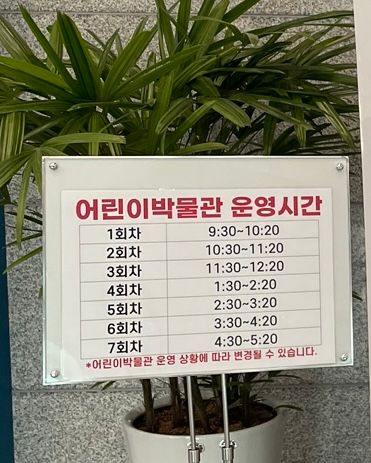 어린이박물관 운영시간
1회차 9:30~10:20
2회차 10:30~11:20
3회차 11:30~12:20
4회차 1:30~2:20
5회차 2:30~3:20
6회차 3:30~4:20
7회차 4:30~5:20
*어린이박물관 운영 상황에 따라 변경될 수 있습니다.